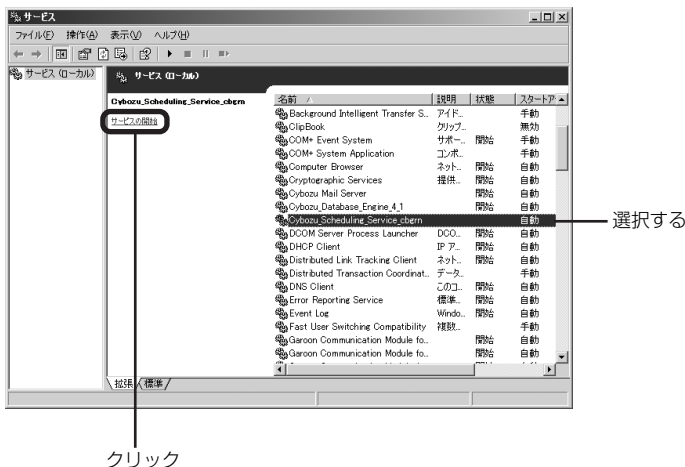 サービス
ファイル(F) 操作(A) 表示(V) ヘルプ(H)
サービス (ローカル)
サービス (ローカル)
Cybozu_Scheduling_Service_cbgrn
サービスの開始
名前 説明 状態 スタートア
Background Intelligent Transfer S... アイド... 手動
ClipBook クリップ... 無効
COM+ Event System サポー... 開始 手動
COM+ System Application コンポ... 手動
Computer Browser ネット... 開始 自動
Cryptographic Services 提供... 開始 自動
Cybozu Mail Server 開始 自動
Cybozu_Database_Engine_4_1 開始 自動
Cybozu_Scheduling_Service_cbgrn 自動
選択する
DCOM Server Process Launcher DCO... 開始 自動
DHCP Client IP ア... 開始 自動
Distributed Link Tracking Client ネット... 開始 自動
Distributed Transaction Coordinat... データ... 手動
DNS Client このコ... 開始 自動
Error Reporting Service 標準... 開始 自動
Event Log Windo... 開始 自動
Fast User Switching Compatibility 複数... 手動
Garoon Communication Module fo... 開始 自動
Garoon Communication Module fo... 開始 自動
拡張 標準
クリック